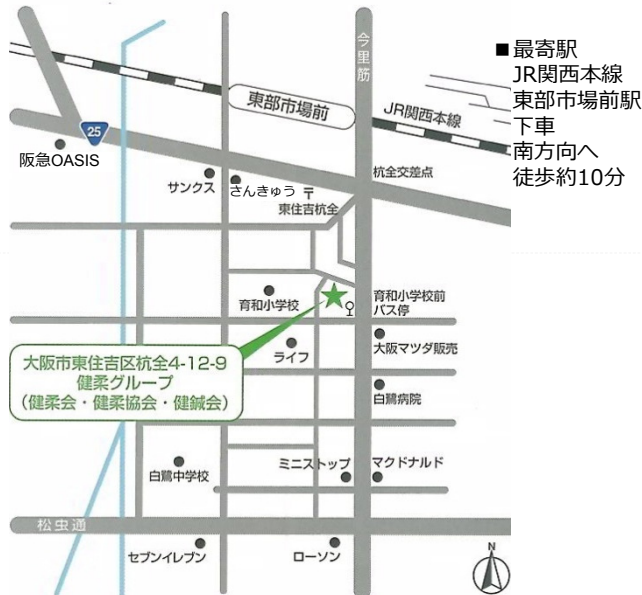 今里筋
■最寄駅
JR関西本線
東部市場前駅
下車
南方向へ
徒歩約10分
東部市場前
JR関西本線
25
阪急OASIS
サンクス
さんきゅう
〒
東住吉杭全
杭全交差点
育和小学校
育和小学校前
バス停
ライフ
大阪マツダ販売
大阪市東住吉区杭全4-12-9
健柔グループ
(健柔会・健柔協会・健鍼会)
白鷺病院
白鷺中学校
ミニストップ
マクドナルド
松虫通
セブンイレブン
ローソン
N